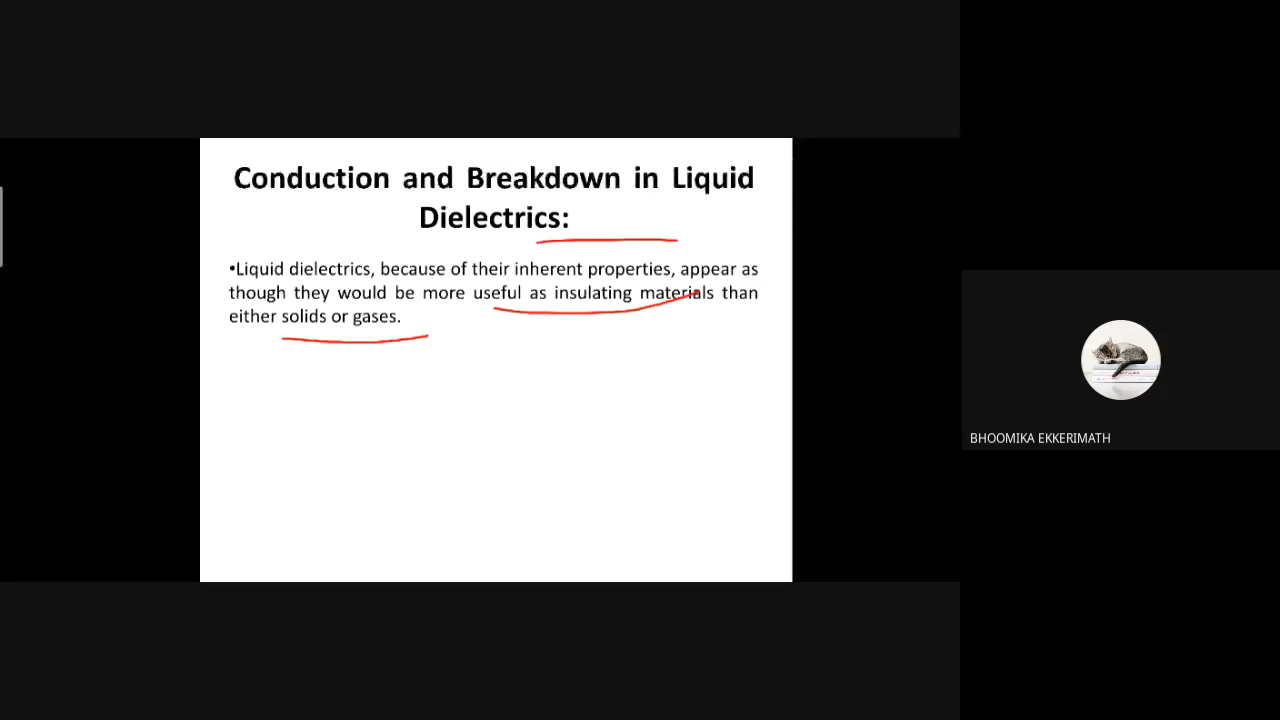 Conduction and Breakdown in Liquid
Dielectrics:
•Liquid dielectrics, because of their inherent properties, appear as
though they would be more useful as insulating materials than
either solids or gases.
BHOOMIKA EKKERIMATH